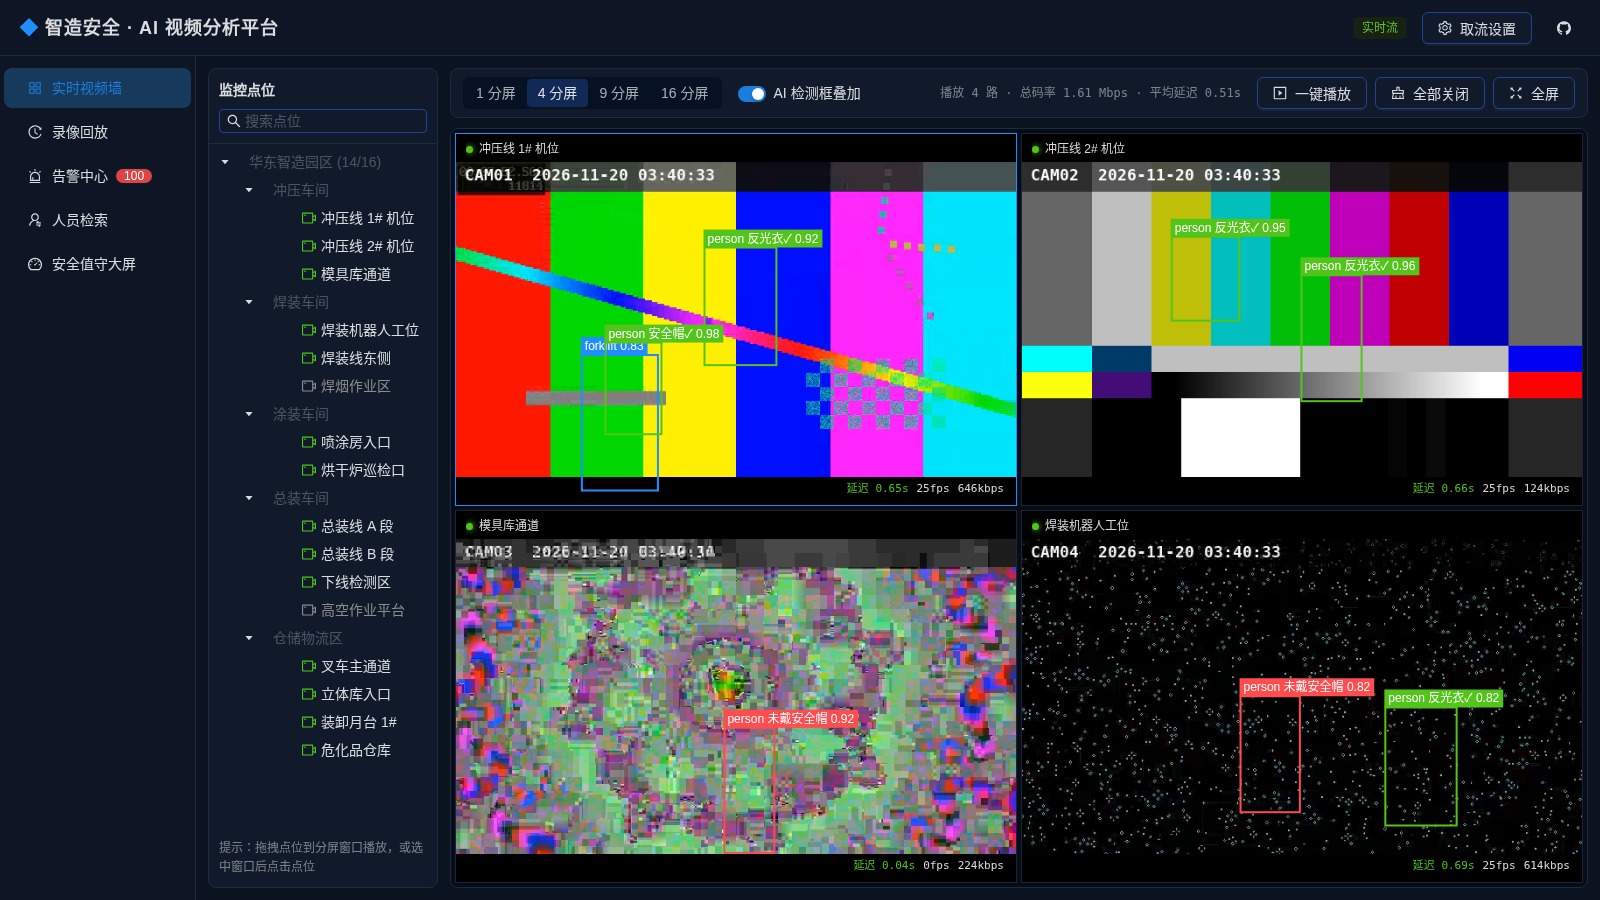 智造安全 · AI 视频分析平台
实时流
取流设置
实时视频墙
录像回放
告警中心 100
人员检索
安全值守大屏
监控点位
搜索点位
华东智造园区 (14/16)
冲压车间
冲压线 1# 机位
冲压线 2# 机位
模具库通道
焊装车间
焊装机器人工位
焊装线东侧
焊烟作业区
涂装车间
喷涂房入口
烘干炉巡检口
总装车间
总装线 A 段
总装线 B 段
下线检测区
高空作业平台
仓储物流区
叉车主通道
立体库入口
装卸月台 1#
危化品仓库
提示：拖拽点位到分屏窗口播放，或选
中窗口后点击点位
1 分屏 4 分屏 9 分屏 16 分屏 AI 检测框叠加
播放 4 路 · 总码率 1.61 Mbps · 平均延迟 0.51s
一键播放 全部关闭 全屏
冲压线 1# 机位
CAM01 2026-11-20 03:40:33
11814
person 反光衣✓ 0.92
person 安全帽✓ 0.98
forklift 0.83
延迟 0.65s 25fps 646kbps
冲压线 2# 机位
CAM02 2026-11-20 03:40:33
person 反光衣✓ 0.95
person 反光衣✓ 0.96
延迟 0.66s 25fps 124kbps
模具库通道
CAM03 2026-11-20
person 未戴安全帽 0.92
延迟 0.04s 0fps 224kbps
焊装机器人工位
CAM04 2026-11-20 03:40:33
person 未戴安全帽 0.82
person 反光衣✓ 0.82
延迟 0.69s 25fps 614kbps